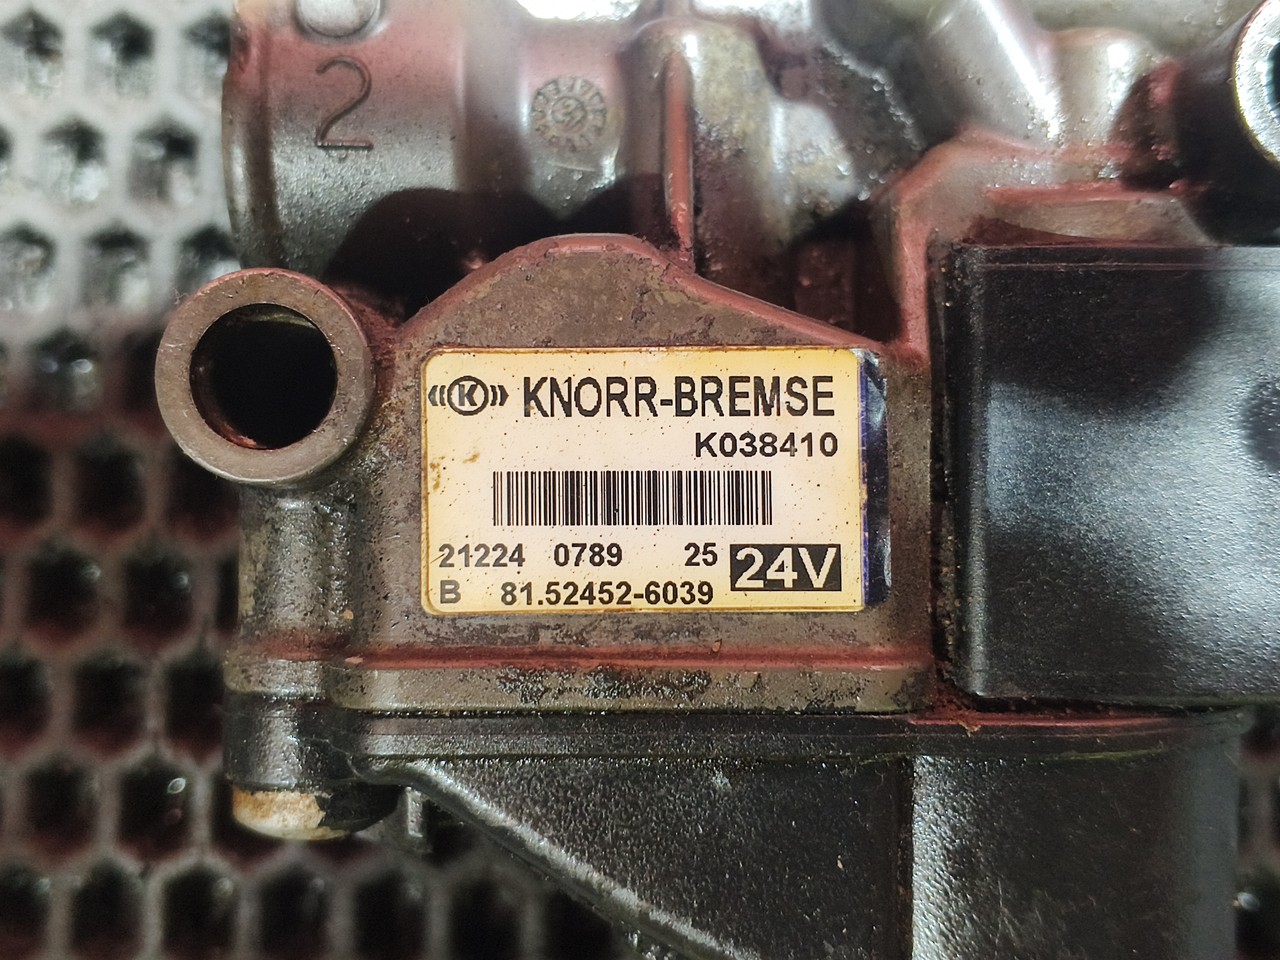 2
((K)) KNORR-BREMSE
K038410
21224 0789 25 24V
B 81.52452-6039